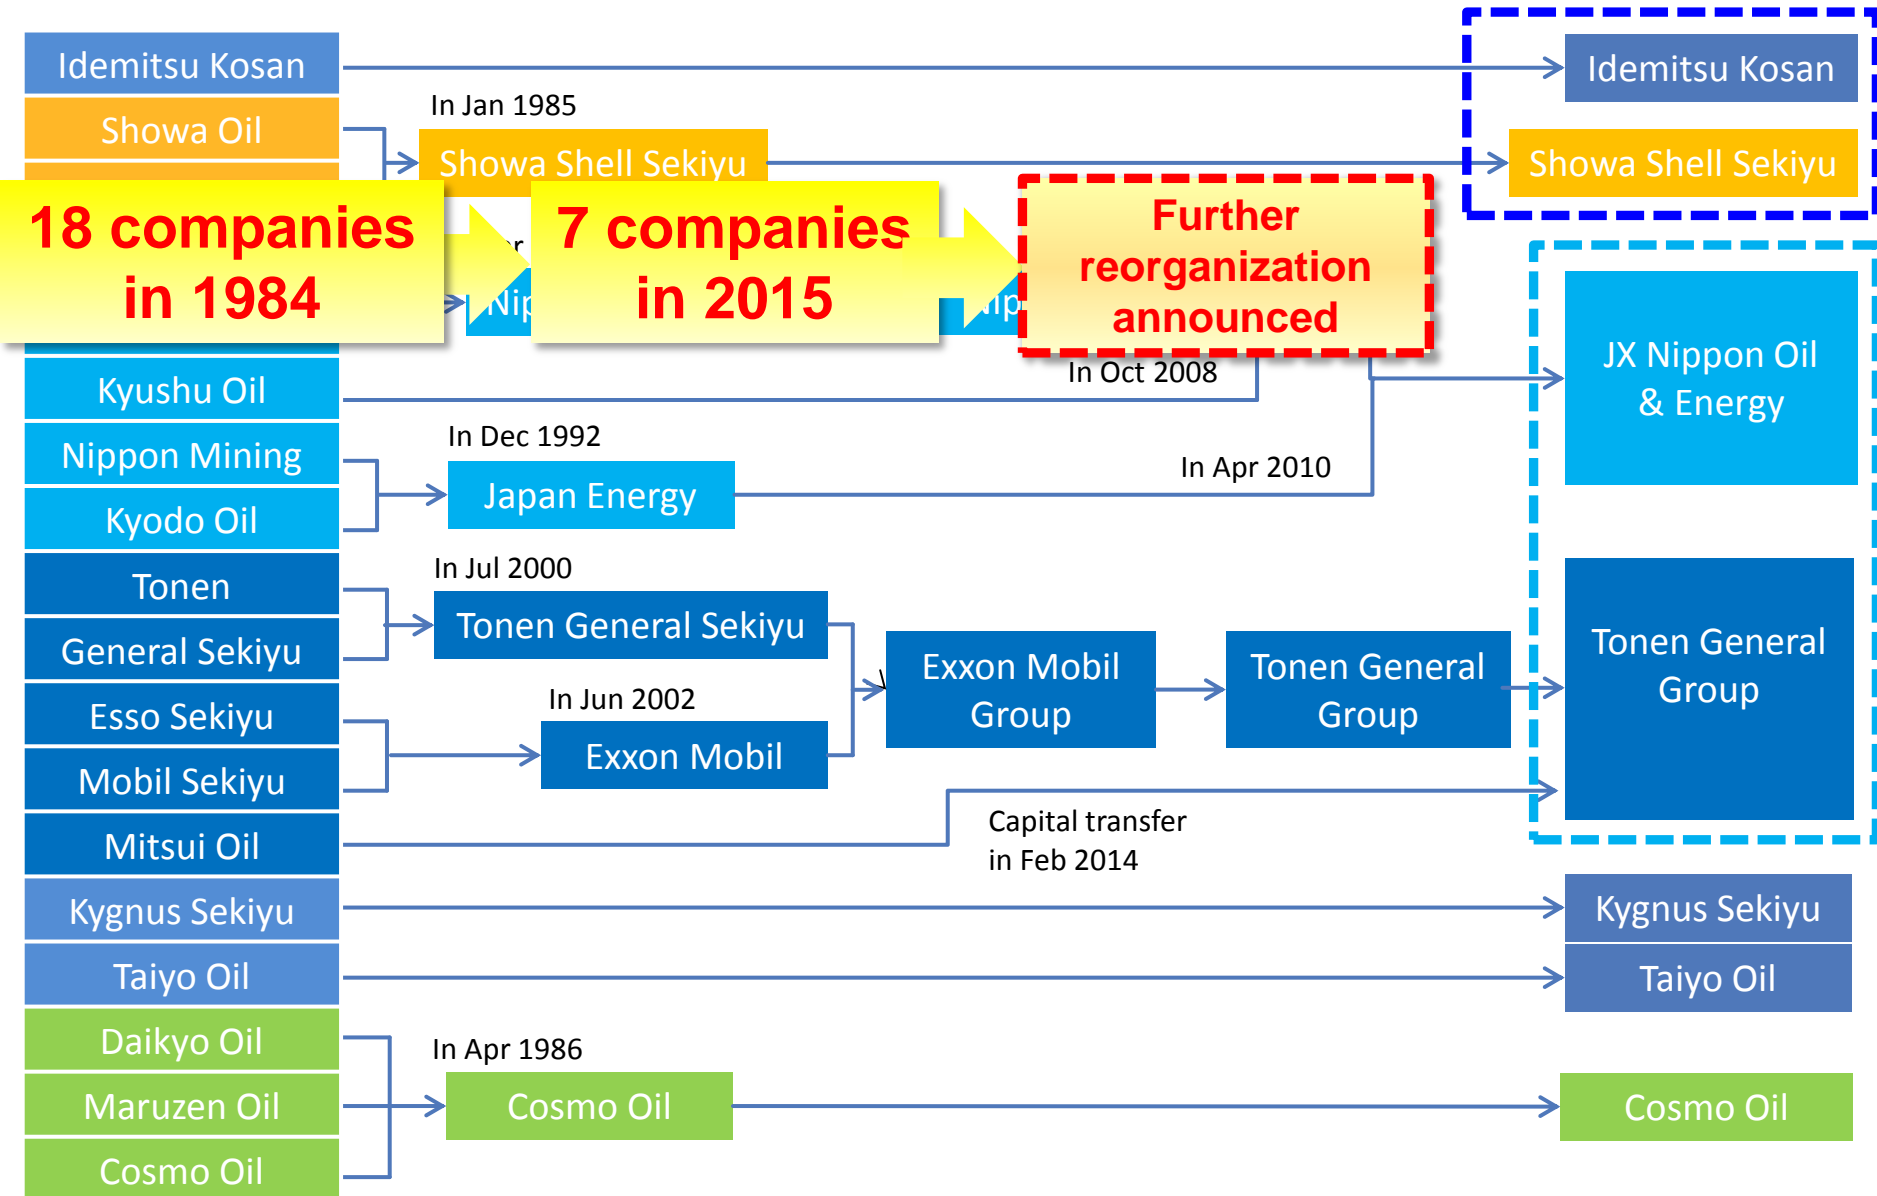 Idemitsu Kosan
Showa Oil
18 companies
in 1984
Kyushu Oil
Nippon Mining
Kyodo Oil
Tonen
General Sekiyu
Esso Sekiyu
Mobil Sekiyu
Mitsui Oil
Kygnus Sekiyu
Taiyo Oil
Daikyo Oil
Maruzen Oil
Cosmo Oil
In Jan 1985
Showa Shell Sekiyu
7 companies
in 2015
Further
reorganization
announced
In Oct 2008
In Dec 1992
Japan Energy
In Apr 2010
In Jul 2000
Tonen General Sekiyu
In Jun 2002
Exxon Mobil
Exxon Mobil
Group
Tonen General
Group
Capital transfer
in Feb 2014
In Apr 1986
Cosmo Oil
Idemitsu Kosan
Showa Shell Sekiyu
JX Nippon Oil
& Energy
Tonen General
Group
Kygnus Sekiyu
Taiyo Oil
Cosmo Oil